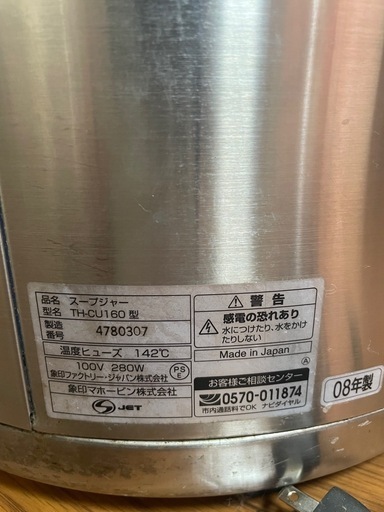 品名 スープジャー
型名 TH-CU160 型
製造番号 4780307
温度ヒューズ 142℃
100V 280W
象印ファクトリー・ジャパン株式会社
PS
E
象印マホービン株式会社
S JET
⚠ 警告
感電の恐れあり
水につけたり、水をかけ
たりしない
Made in Japan
Ⓐ
お客様ご相談センター
0570-011874
市内通話料でOK ナビダイヤル
08年製